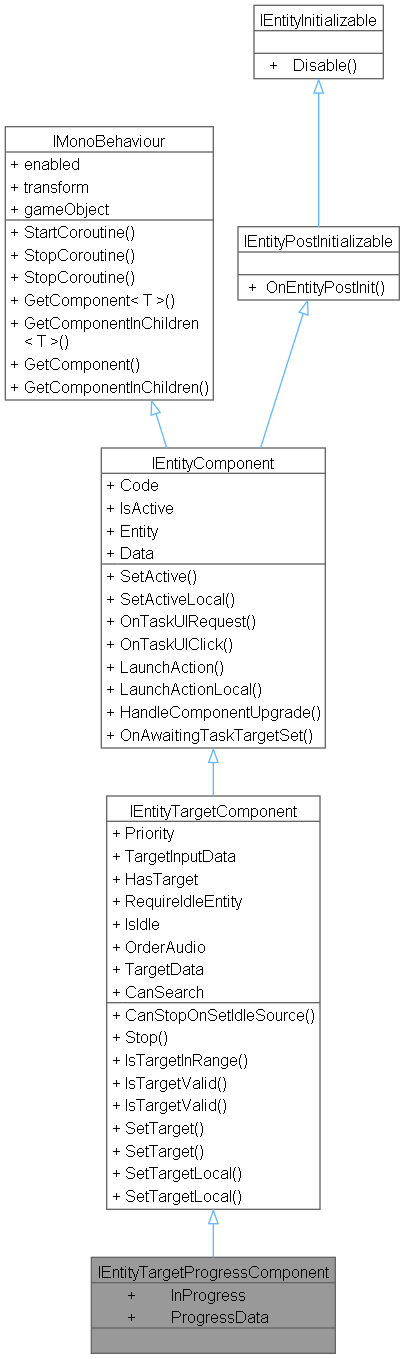 IEntityInitializable
+ Disable()
IMonoBehaviour
+ enabled
+ transform
+ gameObject
+ StartCoroutine()
+ StopCoroutine()
+ StopCoroutine()
+ GetComponent< T >()
+ GetComponentInChildren
< T >()
+ GetComponent()
+ GetComponentInChildren()
IEntityPostInitializable
+ OnEntityPostInit()
IEntityComponent
+ Code
+ IsActive
+ Entity
+ Data
+ SetActive()
+ SetActiveLocal()
+ OnTaskUIRequest()
+ OnTaskUIClick()
+ LaunchAction()
+ LaunchActionLocal()
+ HandleComponentUpgrade()
+ OnAwaitingTaskTargetSet()
IEntityTargetComponent
+ Priority
+ TargetInputData
+ HasTarget
+ RequireIdleEntity
+ IsIdle
+ OrderAudio
+ TargetData
+ CanSearch
+ CanStopOnSetIdleSource()
+ Stop()
+ IsTargetInRange()
+ IsTargetValid()
+ IsTargetValid()
+ SetTarget()
+ SetTarget()
+ SetTargetLocal()
+ SetTargetLocal()
IEntityTargetProgressComponent
+ InProgress
+ ProgressData